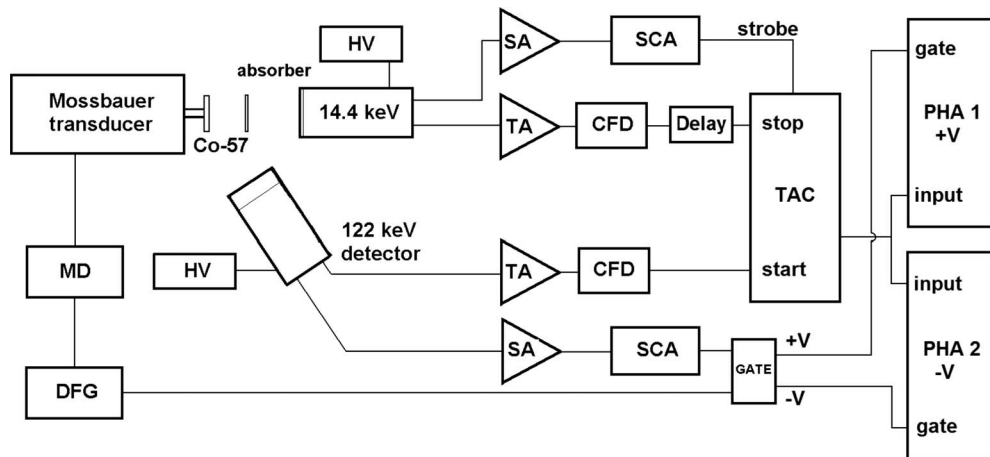 HV
SA
SCA
strobe
gate
absorber
Mossbauer
transducer
14.4 keV
TA
CFD
Delay
stop
PHA 1
+V
Co-57
TAC
input
122 keV
detector
MD
HV
TA
CFD
start
input
SA
SCA
+V
GATE
PHA 2
-V
DFG
-V
gate